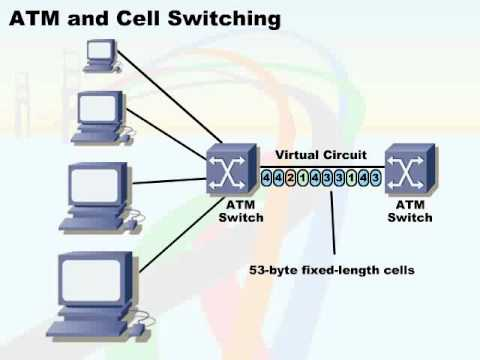 ATM and Cell Switching
Virtual Circuit
4 4 2 1 4 3 3 1 4 3
ATM
Switch
ATM
Switch
53-byte fixed-length cells